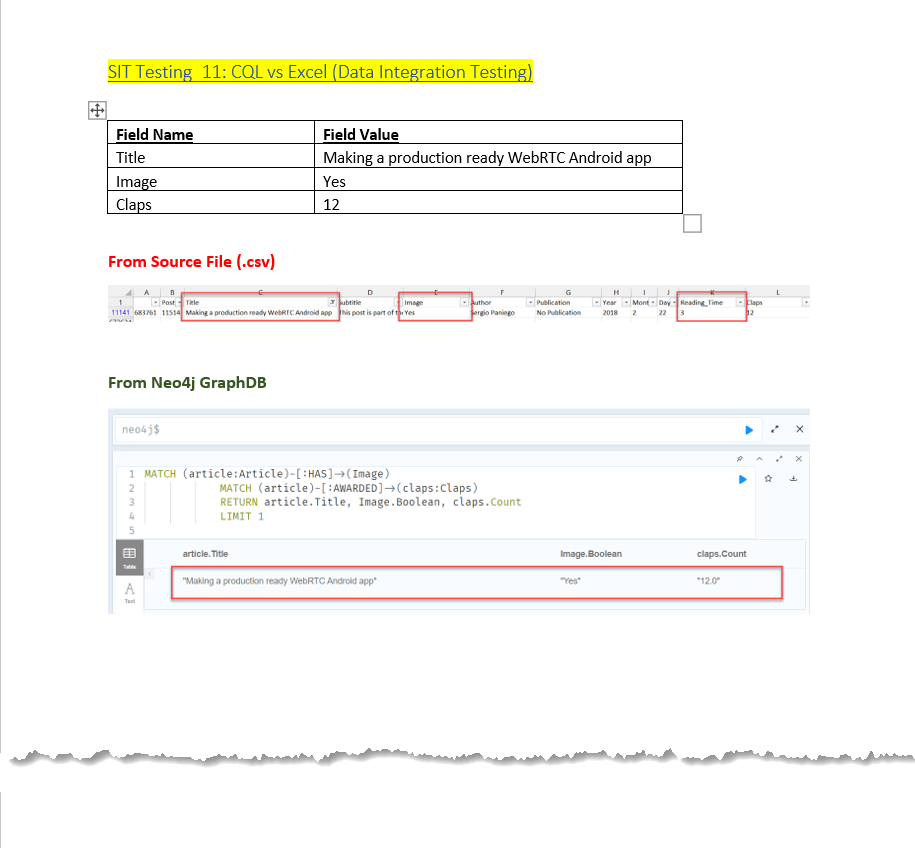 SIT Testing 11: CQL vs Excel (Data Integration Testing)
Field Name Field Value
Title Making a production ready WebRTC Android app
Image Yes
Claps 12
From Source File (.csv)
A B C D E F G H I J K L
1 Post Title Subtitle Image Author Publication Year Mont Day Reading_Time Claps
11141 683761 11514 Making a production ready WebRTC Android app This post is part of th Yes Sergio Paniego No Publication 2018 2 22 3 12
From Neo4j GraphDB
neo4j$
1 MATCH (article:Article)-[:HAS]→(Image)
2 MATCH (article)-[:AWARDED]→(claps:Claps)
3 RETURN article.Title, Image.Boolean, claps.Count
4 LIMIT 1
5
article.Title Image.Boolean claps.Count
Table
"Making a production ready WebRTC Android app" "Yes" "12.0"
A
Text